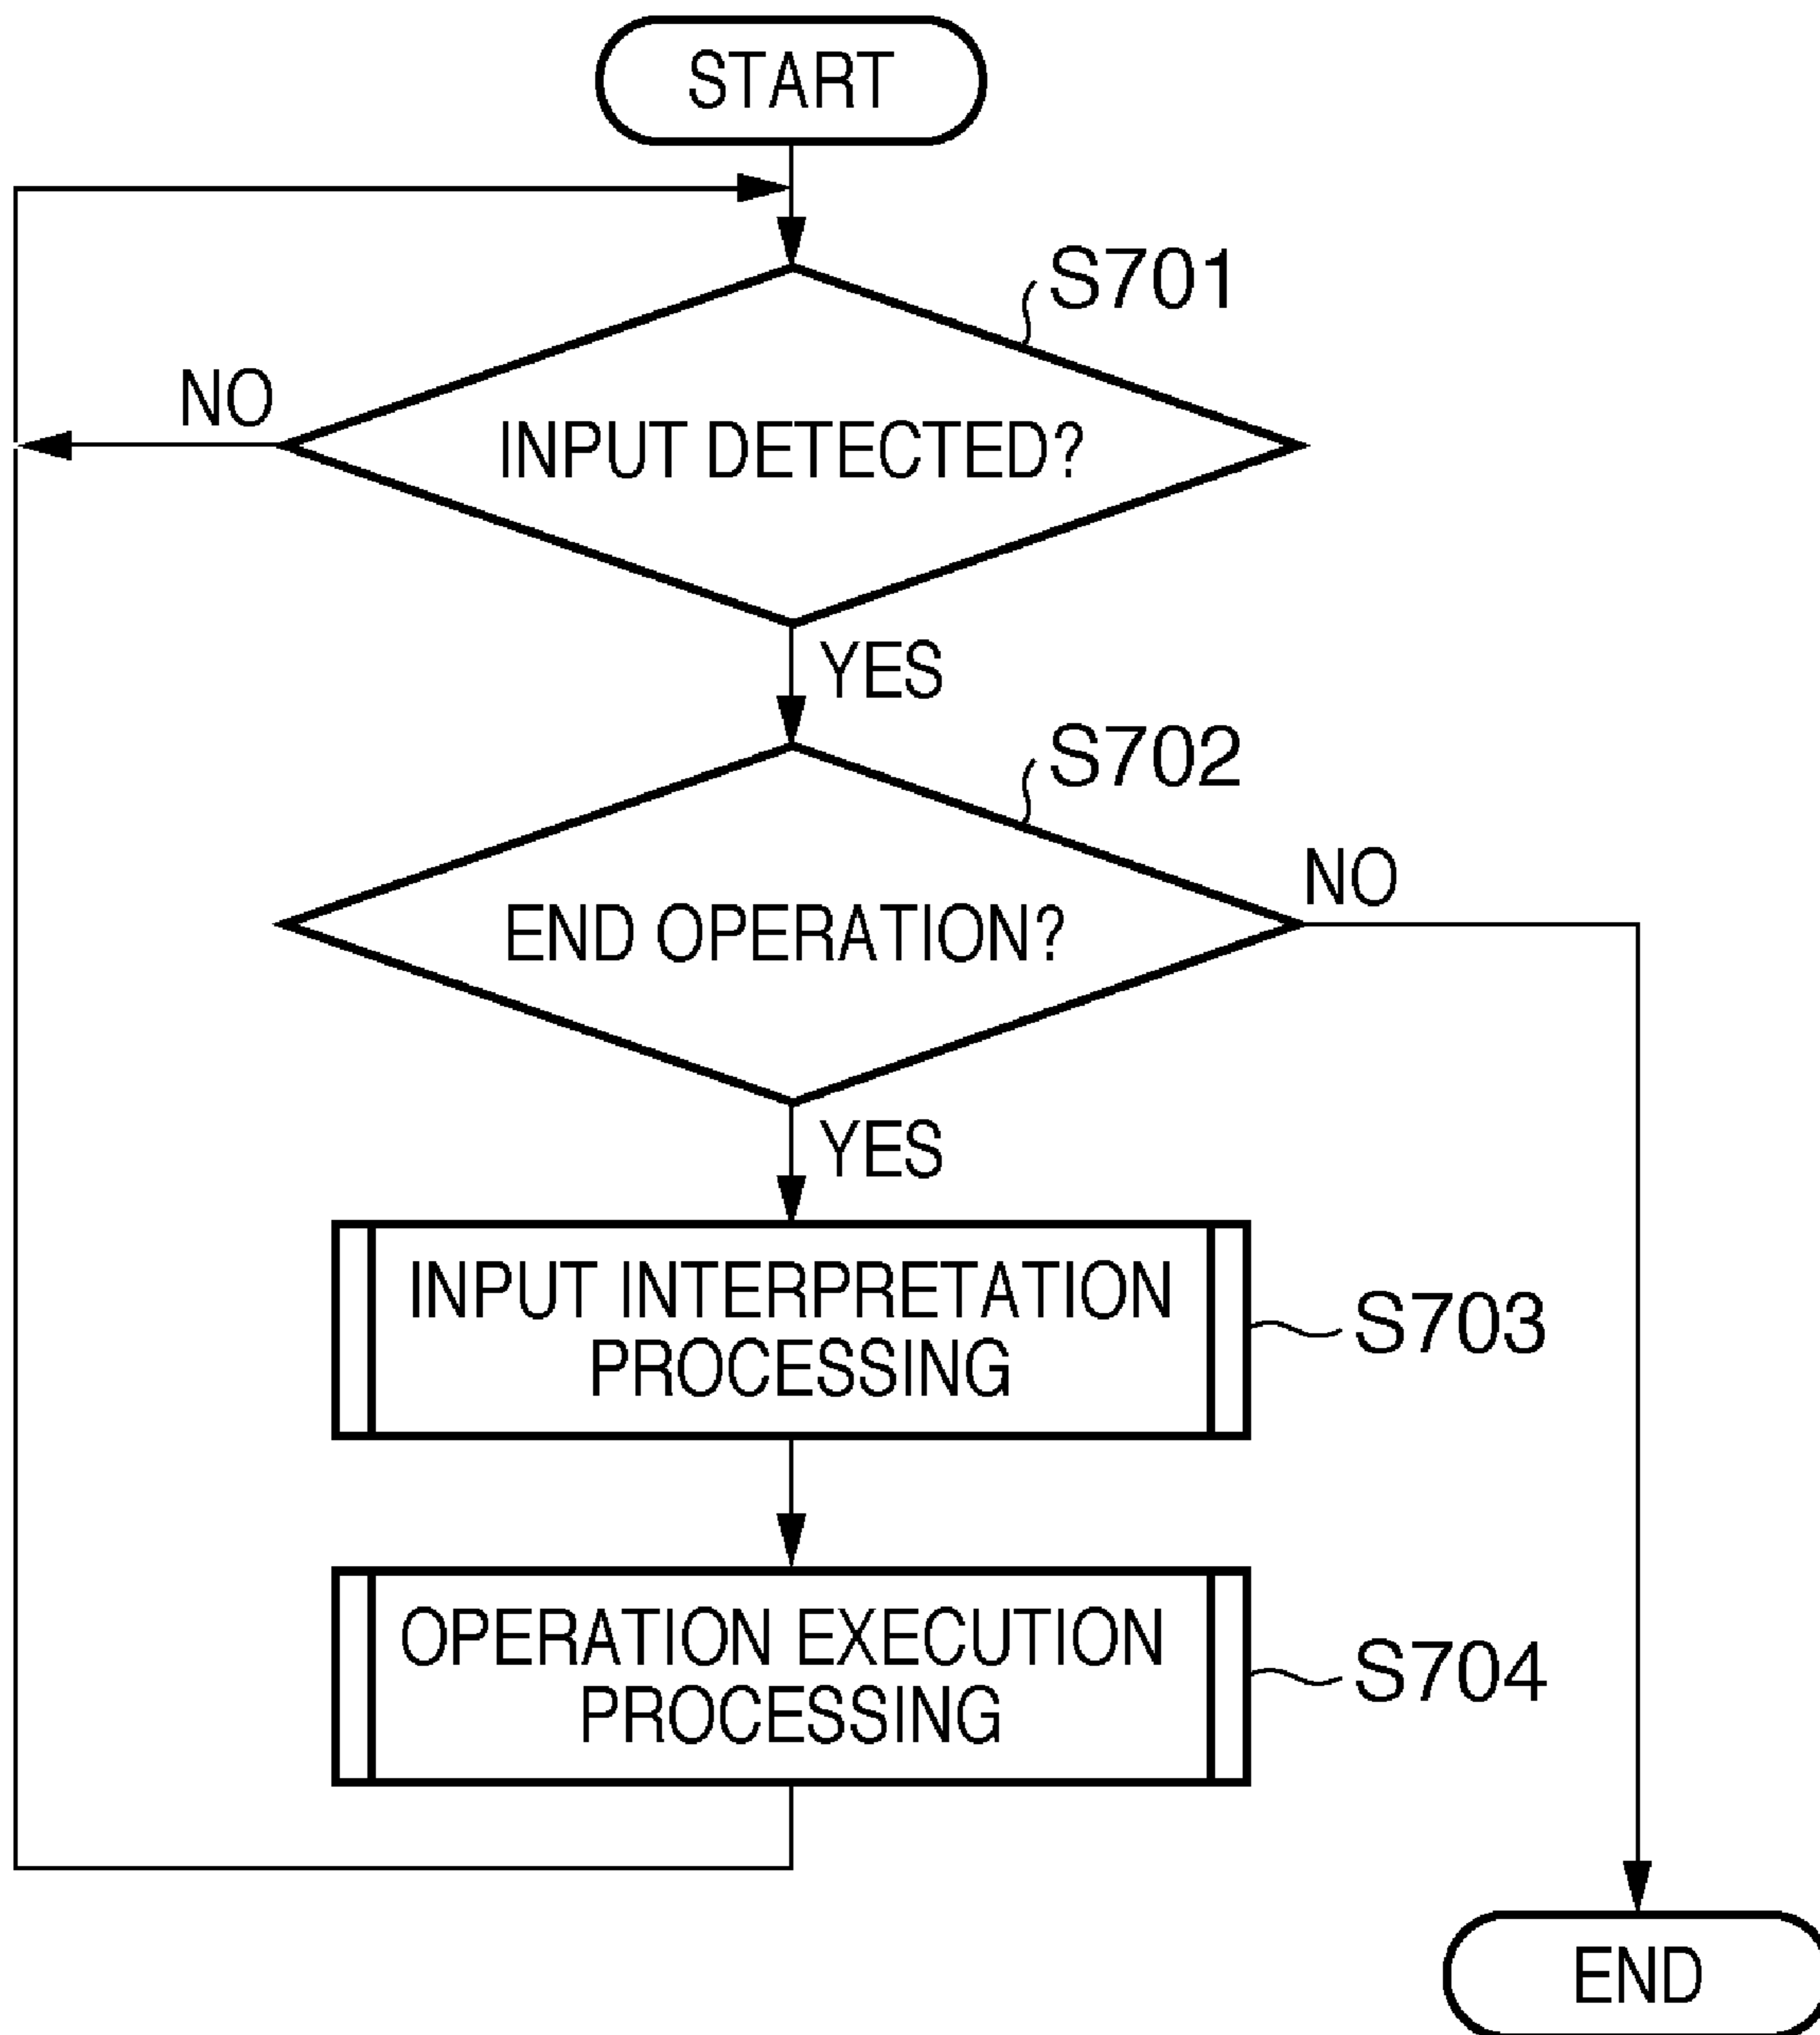 START
S701
NO
INPUT DETECTED?
YES
S702
NO
END OPERATION?
YES
INPUT INTERPRETATION
PROCESSING
S703
OPERATION EXECUTION
PROCESSING
S704
END